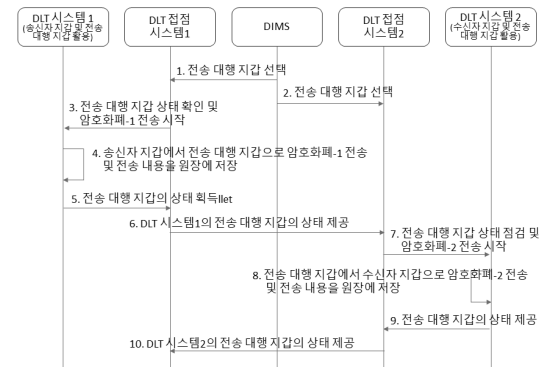 DLT 시스템 1
(송신자 지갑 및 전송
대행 지갑 활용)
DLT 접점
시스템1
DIMS
DLT 접점
시스템2
DLT 시스템 2
(수신자 지갑 및 전송
대행 지갑 활용)
1. 전송 대행 지갑 선택
2. 전송 대행 지갑 선택
3. 전송 대행 지갑 상태 확인 및
암호화폐-1 전송 시작
4. 송신자 지갑에서 전송 대행 지갑으로 암호화폐-1 전송
및 전송 내용을 원장에 저장
5. 전송 대행 지갑의 상태 획득llet
6. DLT 시스템1의 전송 대행 지갑의 상태 제공
7. 전송 대행 지갑 상태 점검 및
암호화폐-2 전송 시작
8. 전송 대행 지갑에서 수신자 지갑으로 암호화폐-2 전송
및 전송 내용을 원장에 저장
9. 전송 대행 지갑의 상태 제공
10. DLT 시스템2의 전송 대행 지갑의 상태 제공